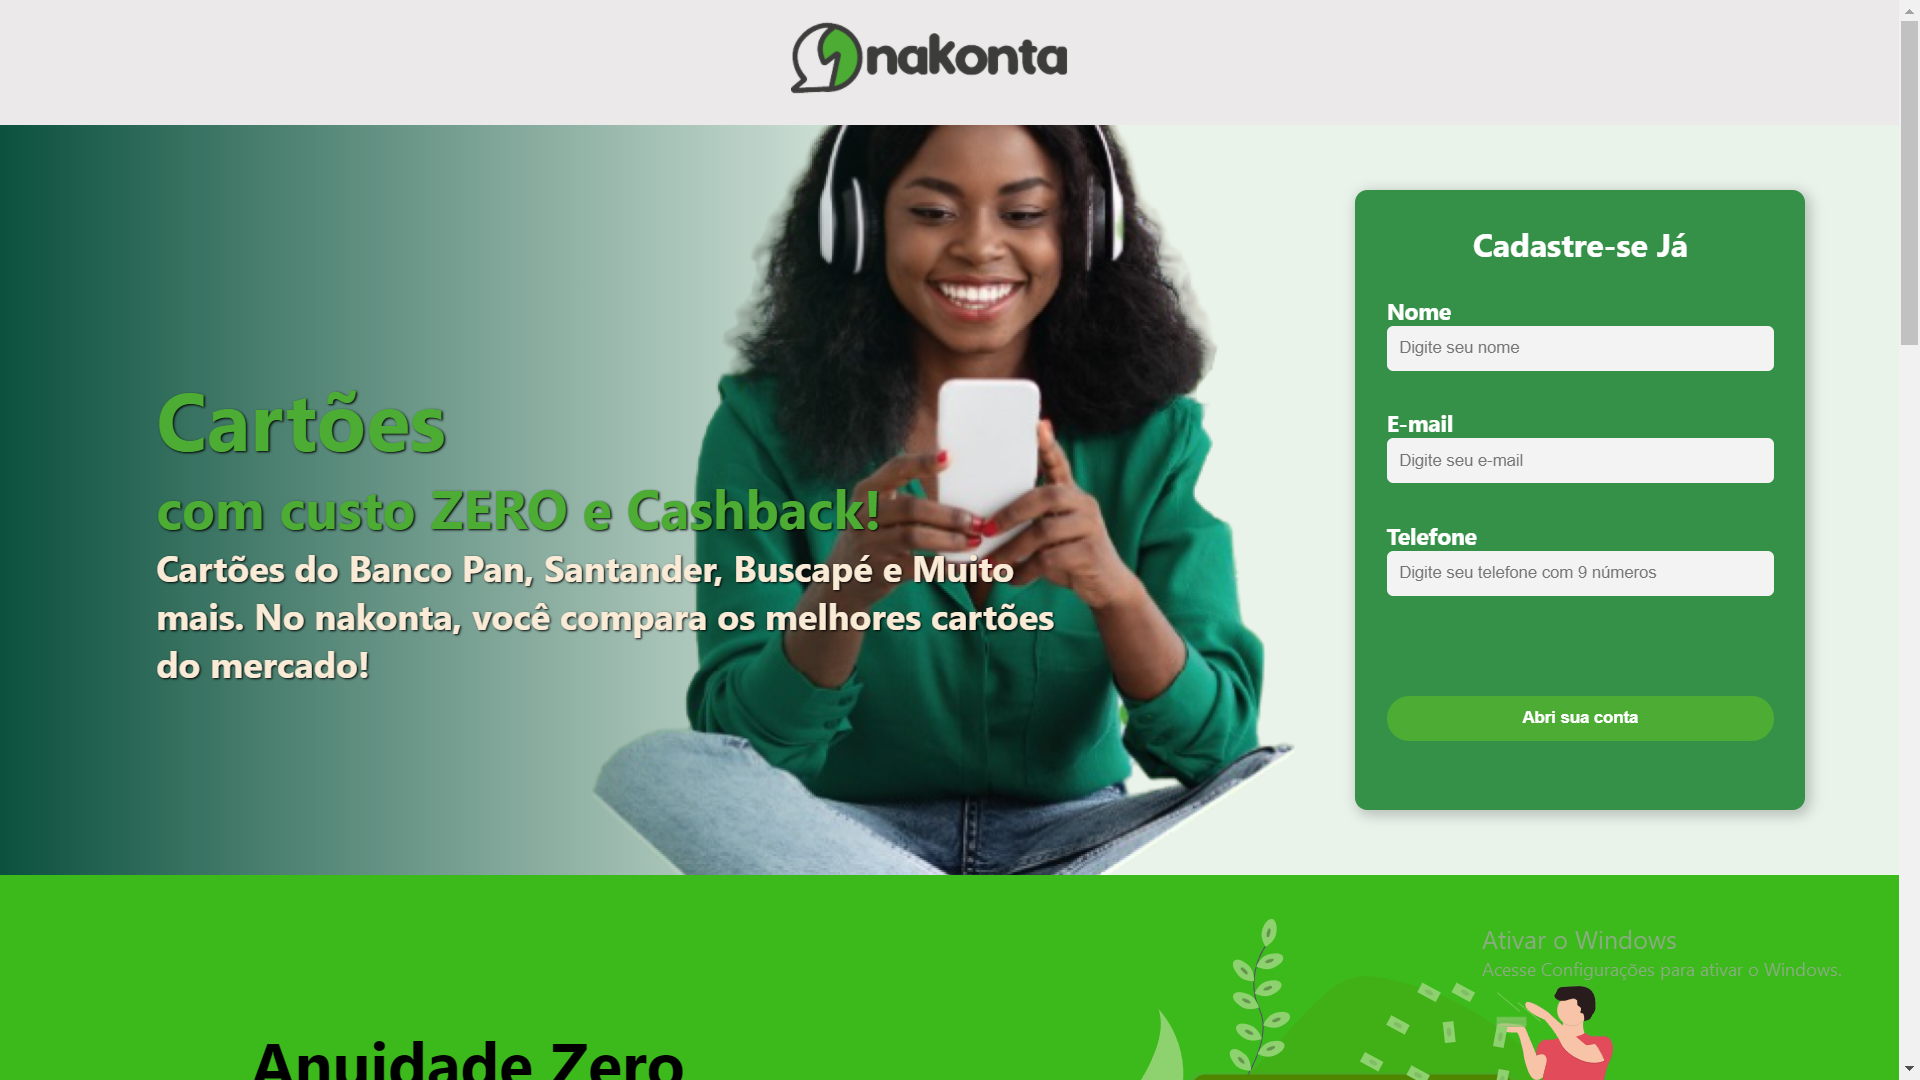 nakonta
Cartões
com custo ZERO e Cashback!
Cartões do Banco Pan, Santander, Buscapé e Muito
mais. No nakonta, você compara os melhores cartões
do mercado!
Cadastre-se Já
Nome
Digite seu nome
E-mail
Digite seu e-mail
Telefone
Digite seu telefone com 9 números
Abri sua conta
Ativar o Windows
Acesse Configurações para ativar o Windows.
Anuidade Zero